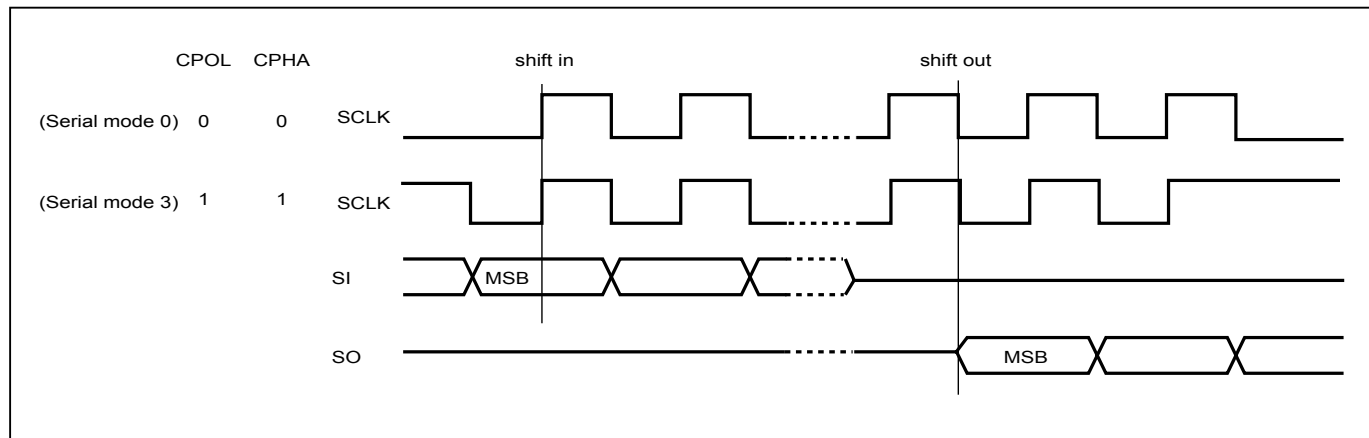 CPOL CPHA shift in shift out
(Serial mode 0) 0 0 SCLK
(Serial mode 3) 1 1 SCLK
SI MSB
SO MSB